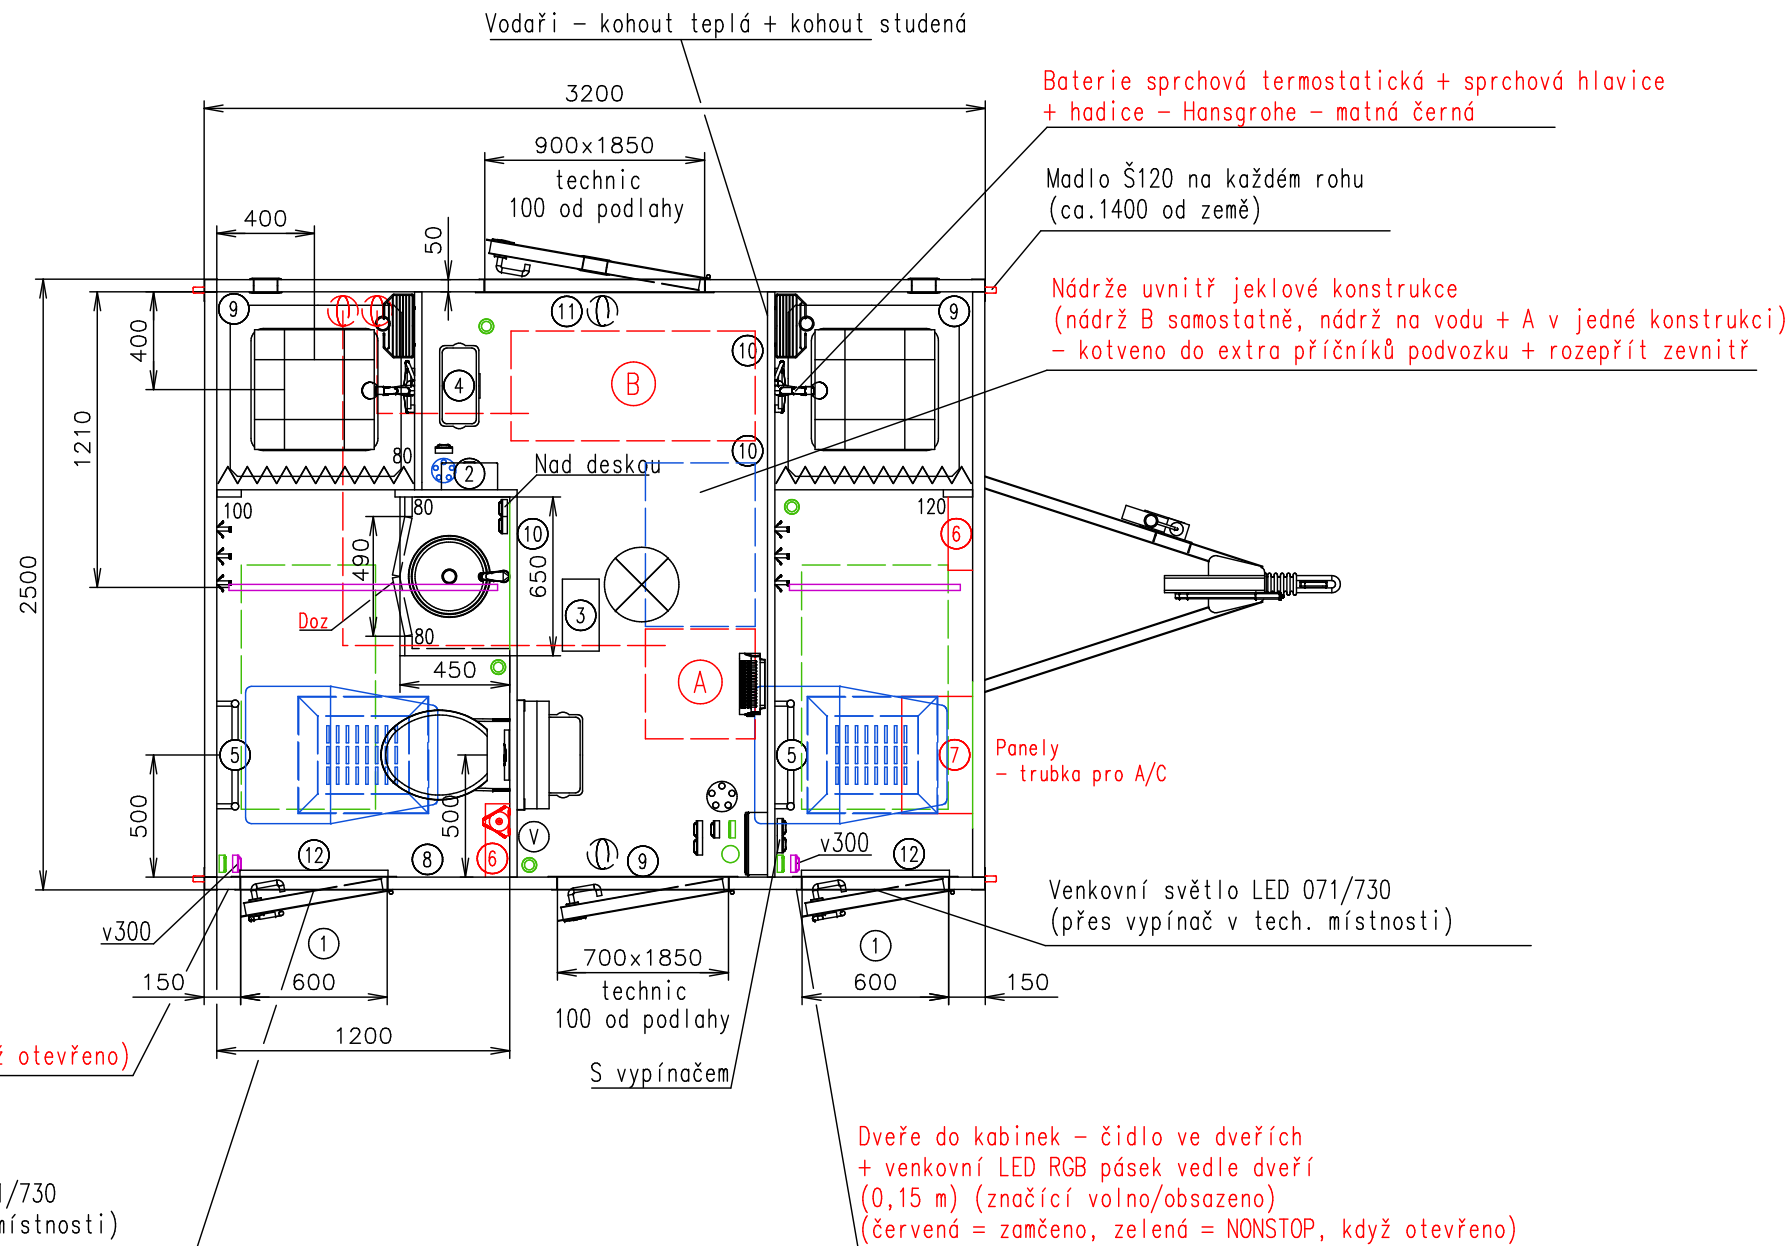 Vodaři – kohout teplá + kohout studená
Baterie sprchová termostatická + sprchová hlavice
+ hadice – Hansgrohe – matná černá
3200
900x1850
technic
100 od podlahy
Madlo Š120 na každém rohu
(ca.1400 od země)
400
50
Nádrže uvnitř jeklové konstrukce
(nádrž B samostatně, nádrž na vodu + A v jedné konstrukci)
– kotveno do extra příčníků podvozku + rozepřít zevnitř
9
11
9
10
400
4
B
1210
80
10
2
Nad deskou
100
80
10
120
6
490
650
2500
3
Doz
80
450
A
5
5
7
Panely
– trubka pro A/C
500
500
V
v300
12
8
6
9
12
Venkovní světlo LED 071/730
(přes vypínač v tech. místnosti)
v300
1
1
150
600
700x1850
technic
100 od podlahy
600
150
1200
ž otevřeno)
S vypínačem
Dveře do kabinek – čidlo ve dveřích
+ venkovní LED RGB pásek vedle dveří
(0,15 m) (značící volno/obsazeno)
(červená = zamčeno, zelená = NONSTOP, když otevřeno)
/730
místnosti)